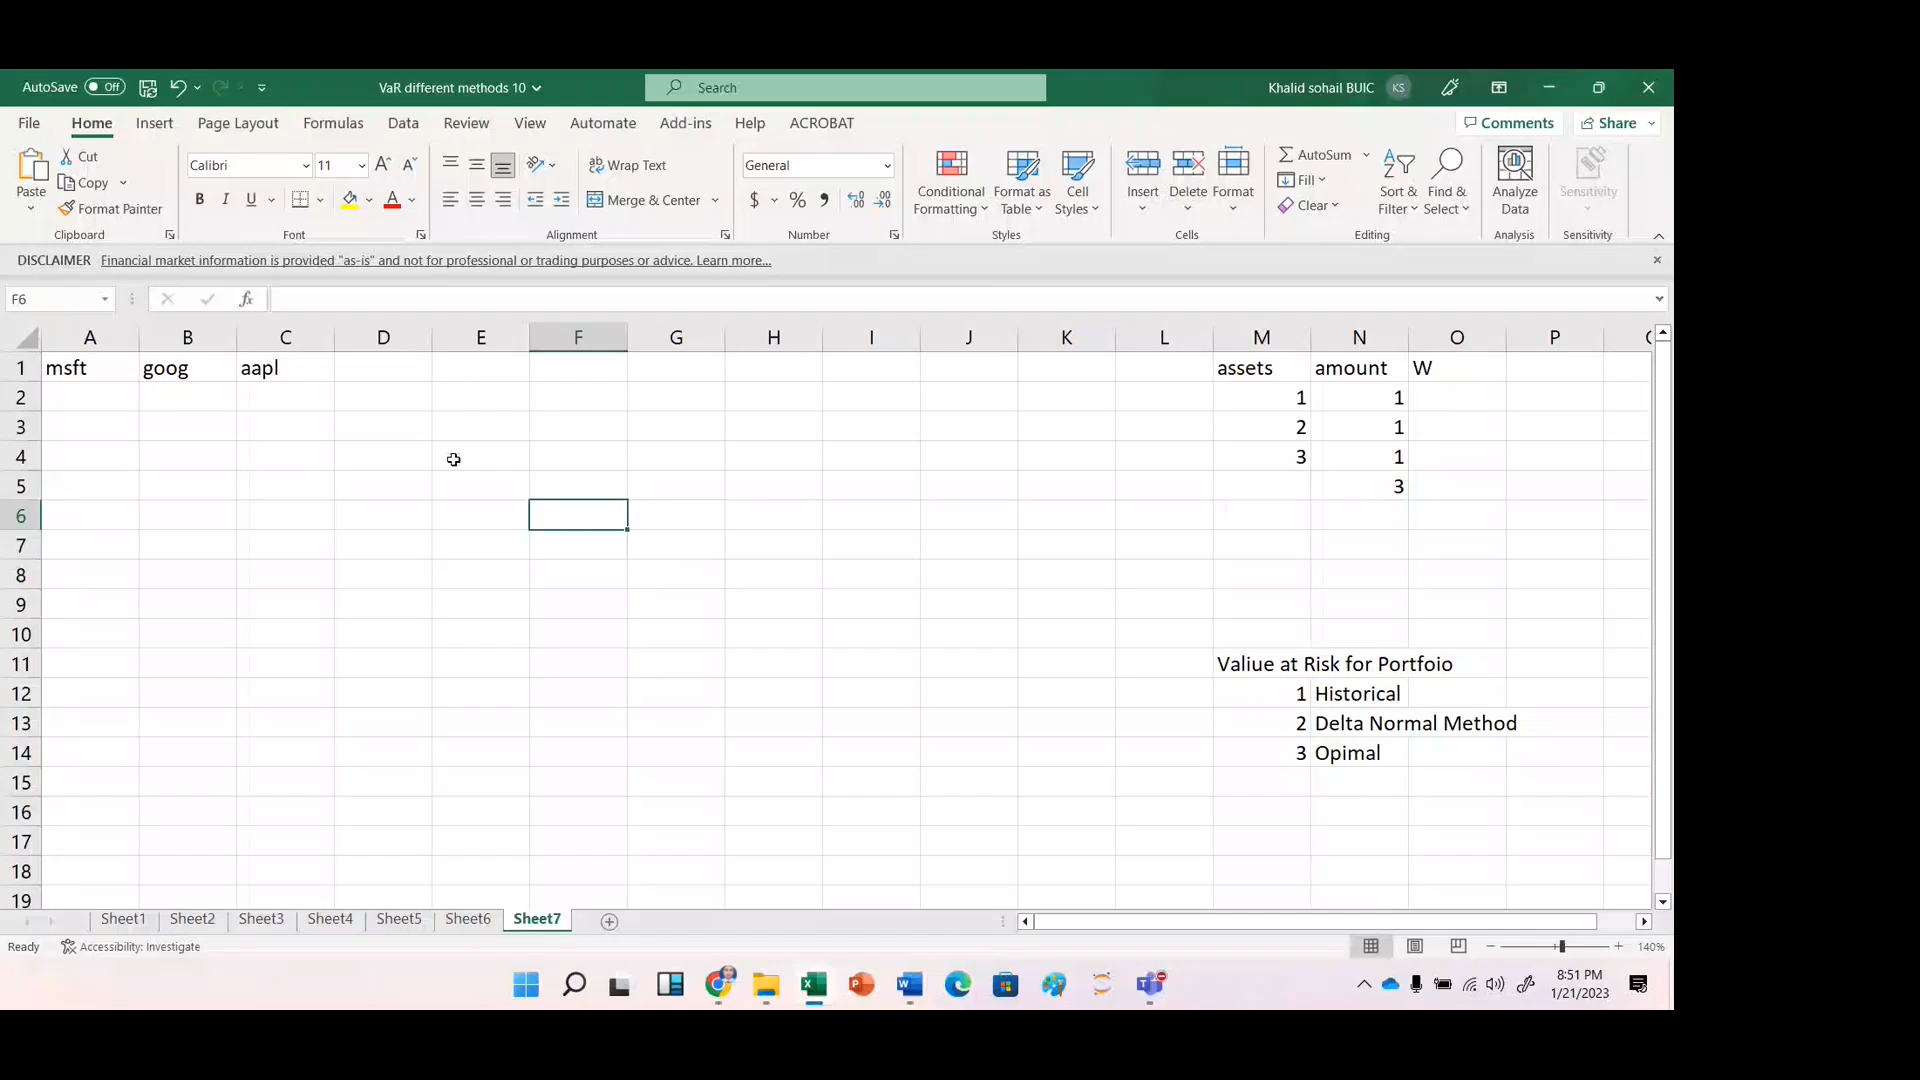 AutoSave Off VaR different methods 10 Search Khalid sohail BUIC KS
File Home Insert Page Layout Formulas Data Review View Automate Add-ins Help ACROBAT Comments Share
Paste Cut Copy Format Painter Clipboard
Calibri 11 B I U A Font
ab Wrap Text Merge & Center Alignment
General $ % Number
Conditional Formatting Format as Table Cell Styles Styles
Insert Delete Format Cells
AutoSum Fill Clear Sort & Filter Find & Select Editing
Analyze Data Analysis
Sensitivity Sensitivity
DISCLAIMER Financial market information is provided "as-is" and not for professional or trading purposes or advice. Learn more...
F6 fx
A B C D E F G H I J K L M N O P
1 msft goog aapl assets amount W
2 1 1
3 2 1
4 3 1
5 3
6
7
8
9
10
11 Valiue at Risk for Portfoio
12 1 Historical
13 2 Delta Normal Method
14 3 Opimal
15
16
17
18
19
Sheet1 Sheet2 Sheet3 Sheet4 Sheet5 Sheet6 Sheet7
Ready Accessibility: Investigate 140%
8:51 PM
1/21/2023